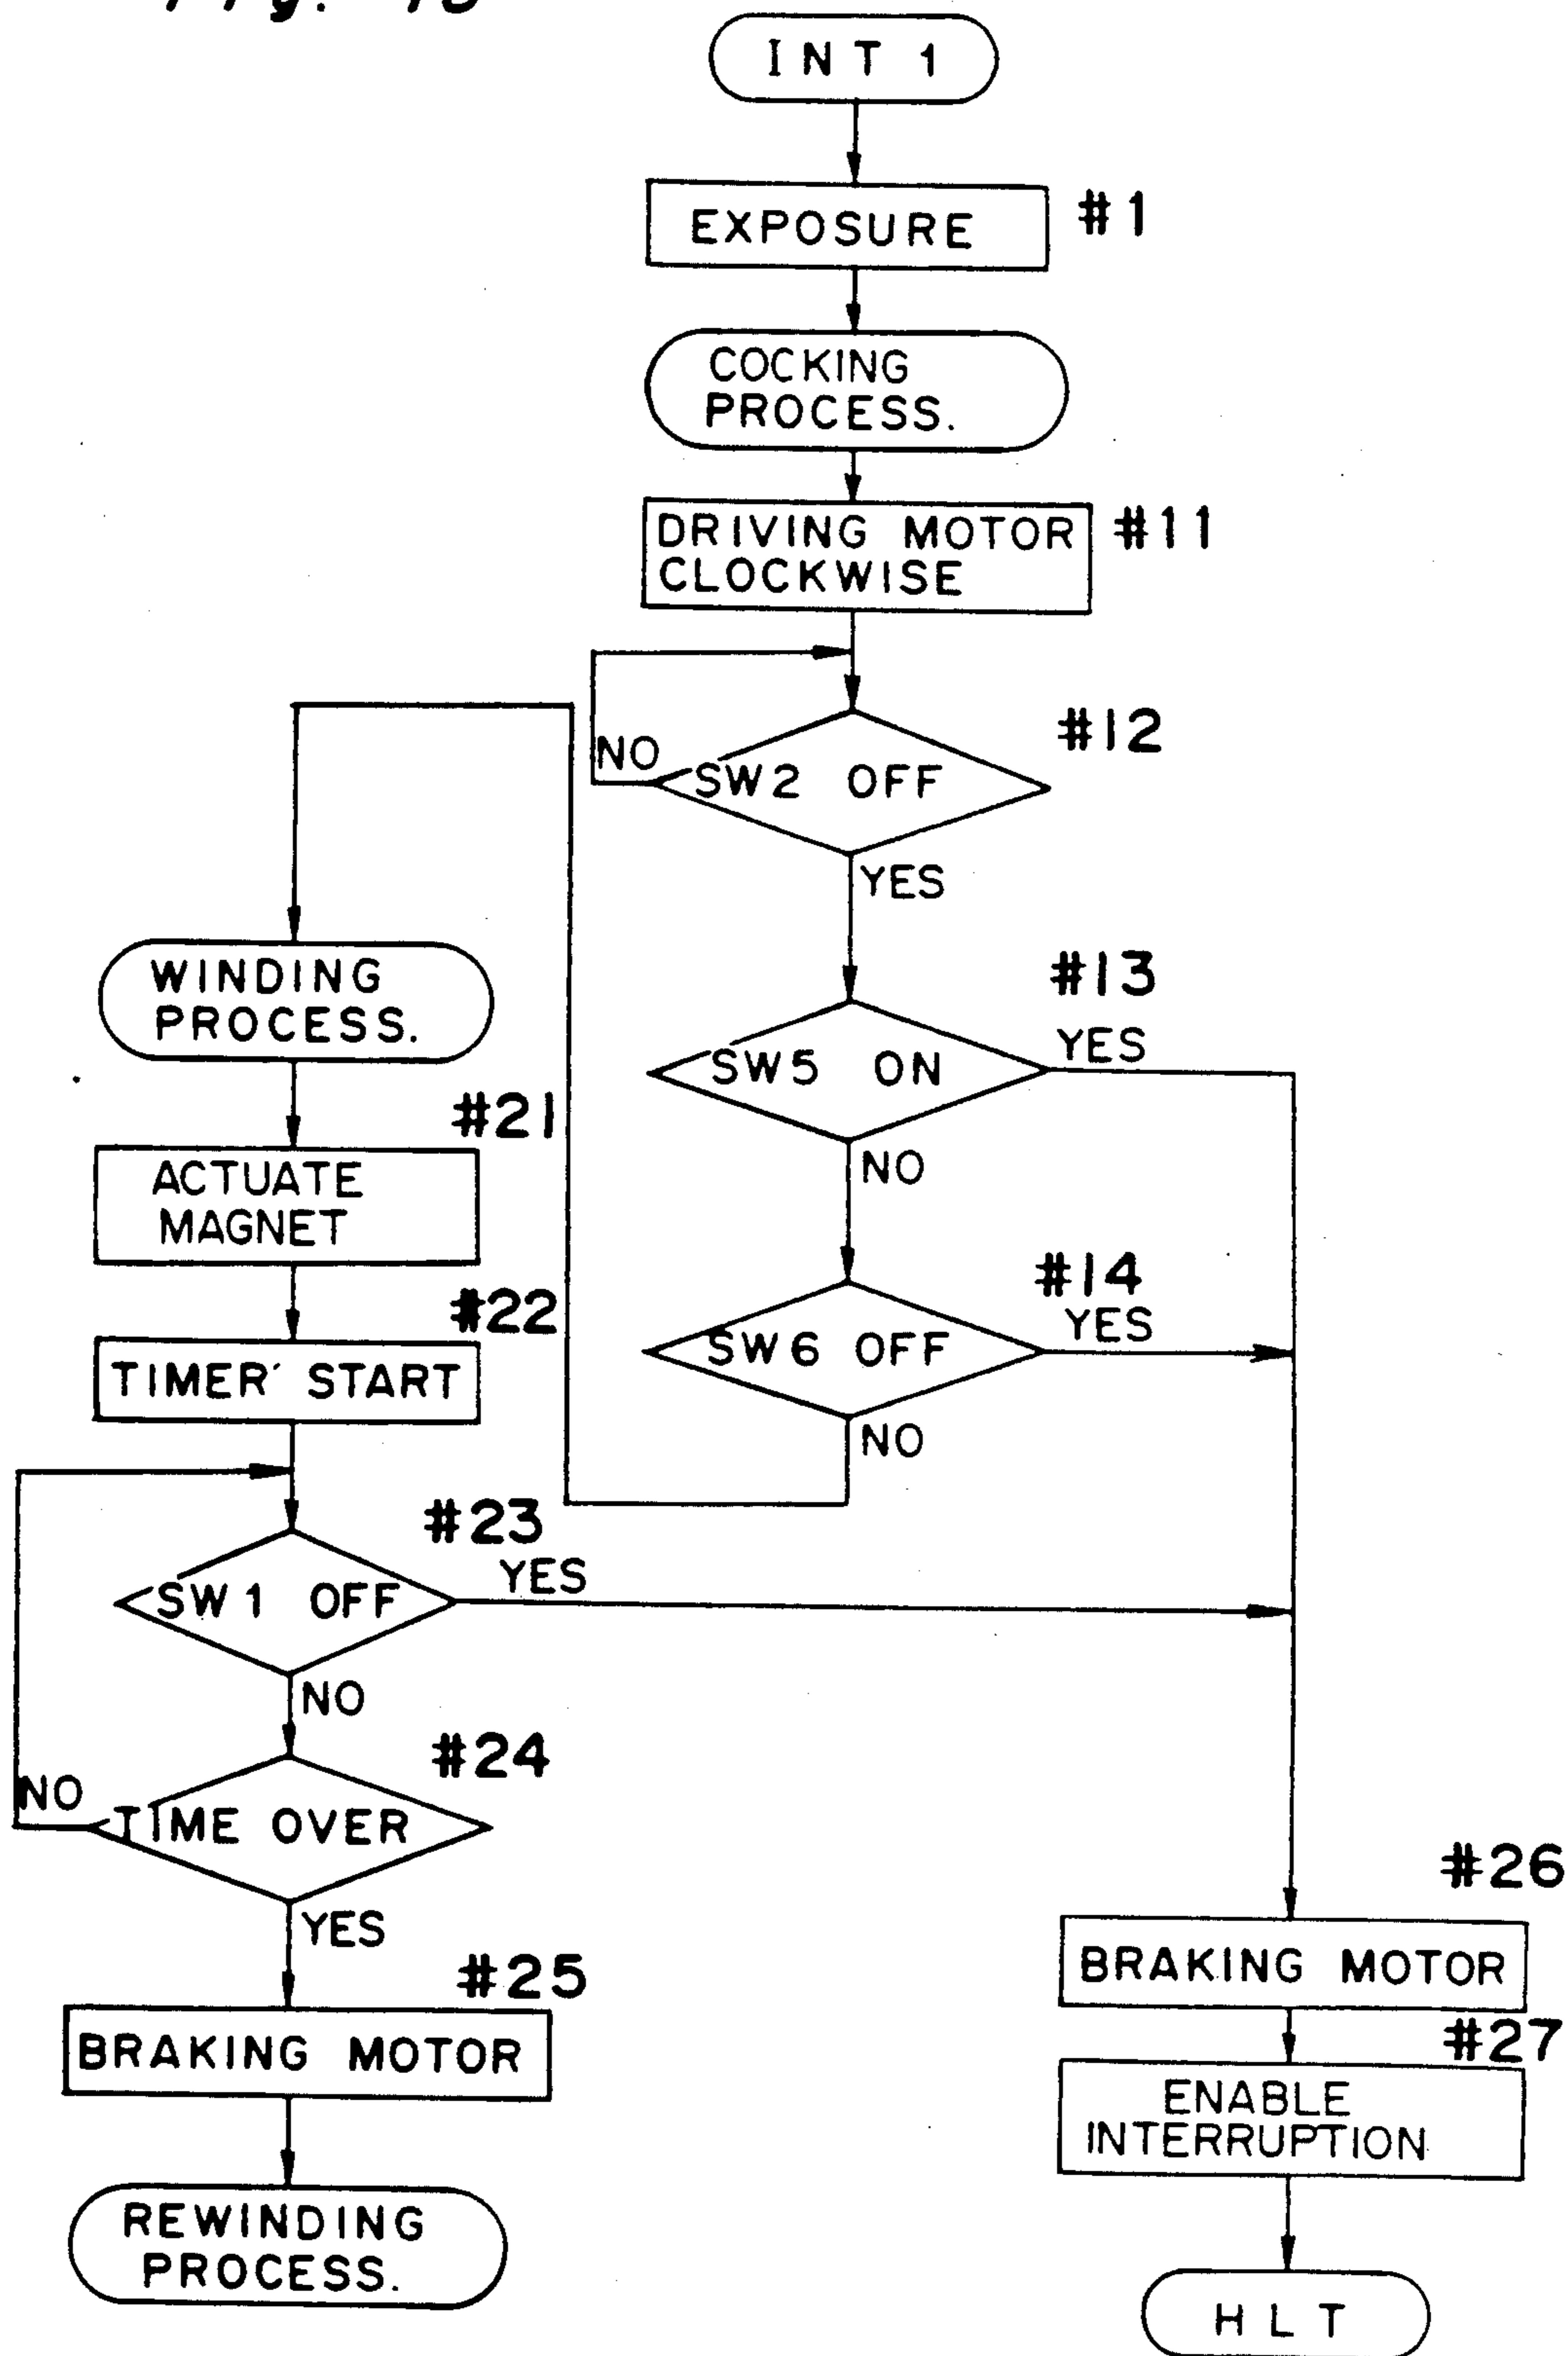 INT 1
EXPOSURE
#1
COCKING
PROCESS.
DRIVING MOTOR
CLOCKWISE
#11
#12
NO
SW2 OFF
YES
#13
YES
SW5 ON
NO
#14
YES
SW6 OFF
NO
WINDING
PROCESS.
#21
ACTUATE
MAGNET
#22
TIMER' START
#23
YES
SW1 OFF
NO
#24
NO
TIME OVER
YES
#25
BRAKING MOTOR
REWINDING
PROCESS.
#26
BRAKING MOTOR
#27
ENABLE
INTERRUPTION
HLT